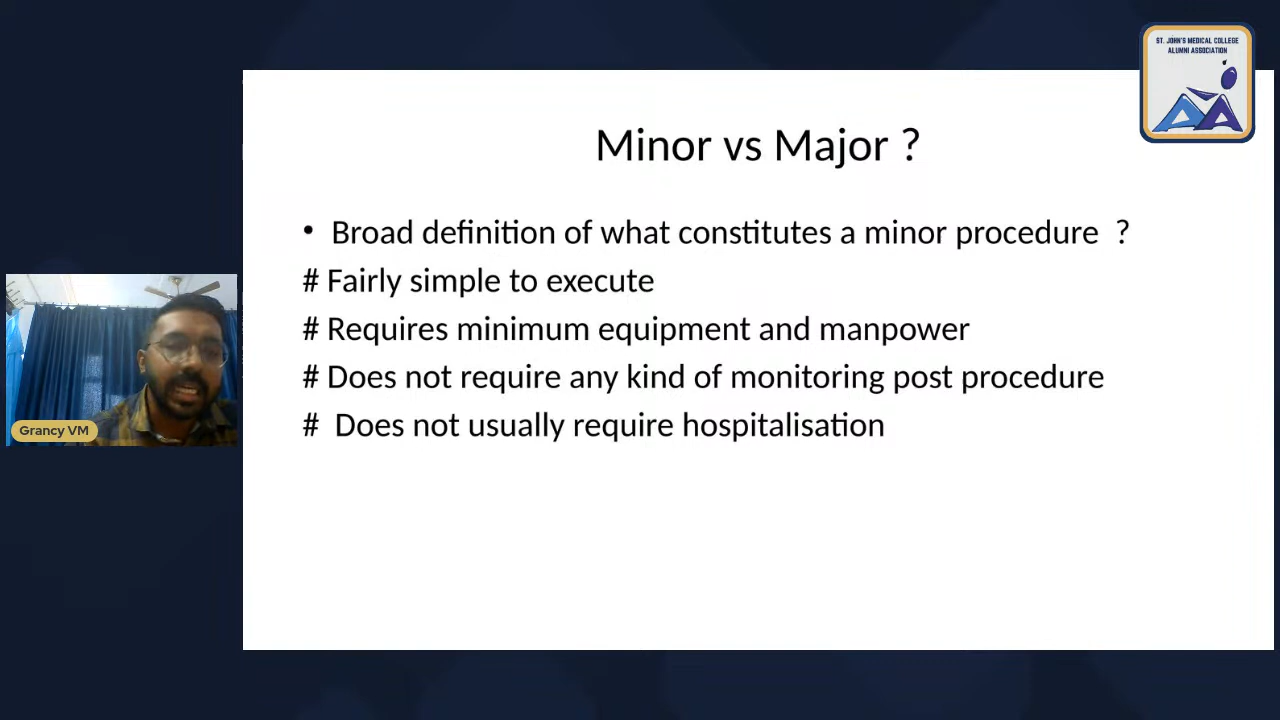 ST. JOHN'S MEDICAL COLLEGE
ALUMNI ASSOCIATION
Minor vs Major ?
• Broad definition of what constitutes a minor procedure ?
# Fairly simple to execute
# Requires minimum equipment and manpower
# Does not require any kind of monitoring post procedure
# Does not usually require hospitalisation
Grancy VM